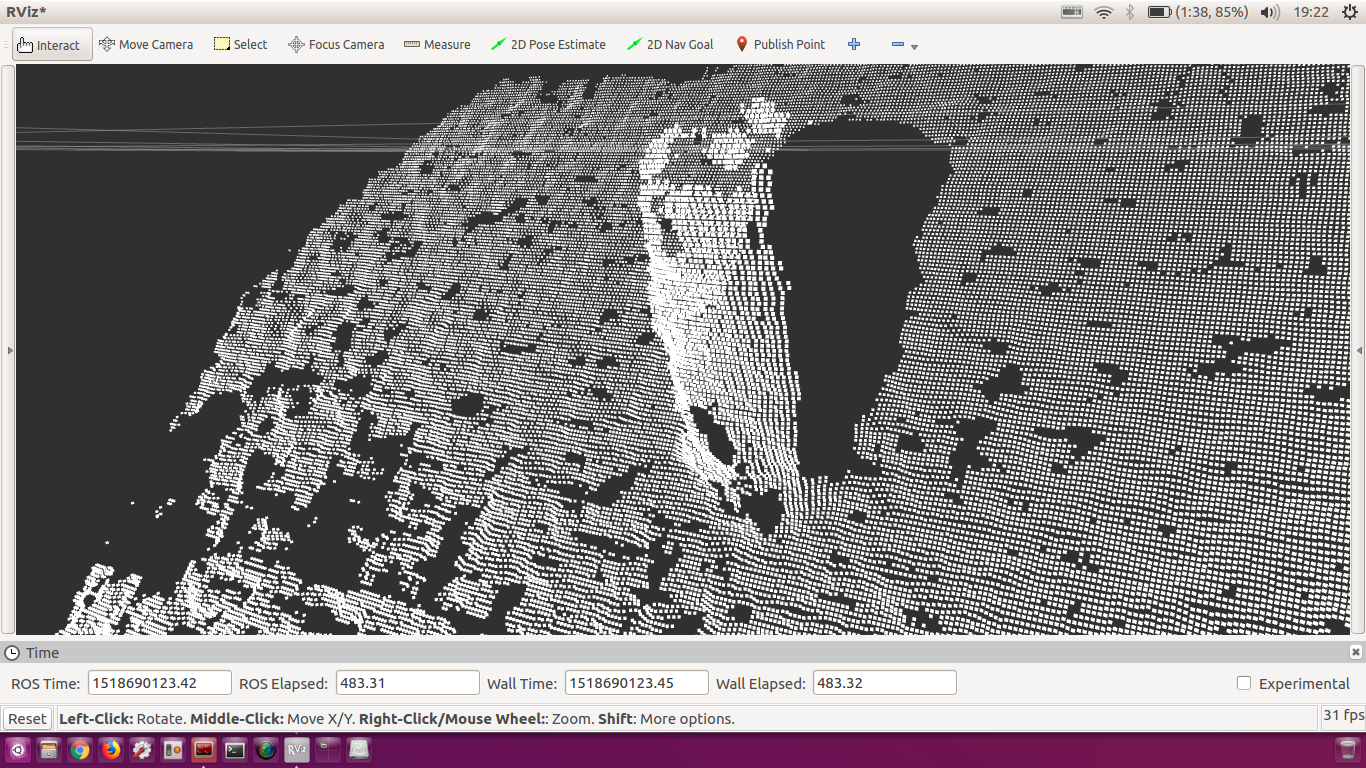 RViz*
(1:38, 85%) 19:22
Interact Move Camera Select Focus Camera Measure 2D Pose Estimate 2D Nav Goal Publish Point
Time
ROS Time: 1518690123.42 ROS Elapsed: 483.31 Wall Time: 1518690123.45 Wall Elapsed: 483.32 Experimental
Reset Left-Click: Rotate. Middle-Click: Move X/Y. Right-Click/Mouse Wheel:: Zoom. Shift: More options. 31 fps
RViz